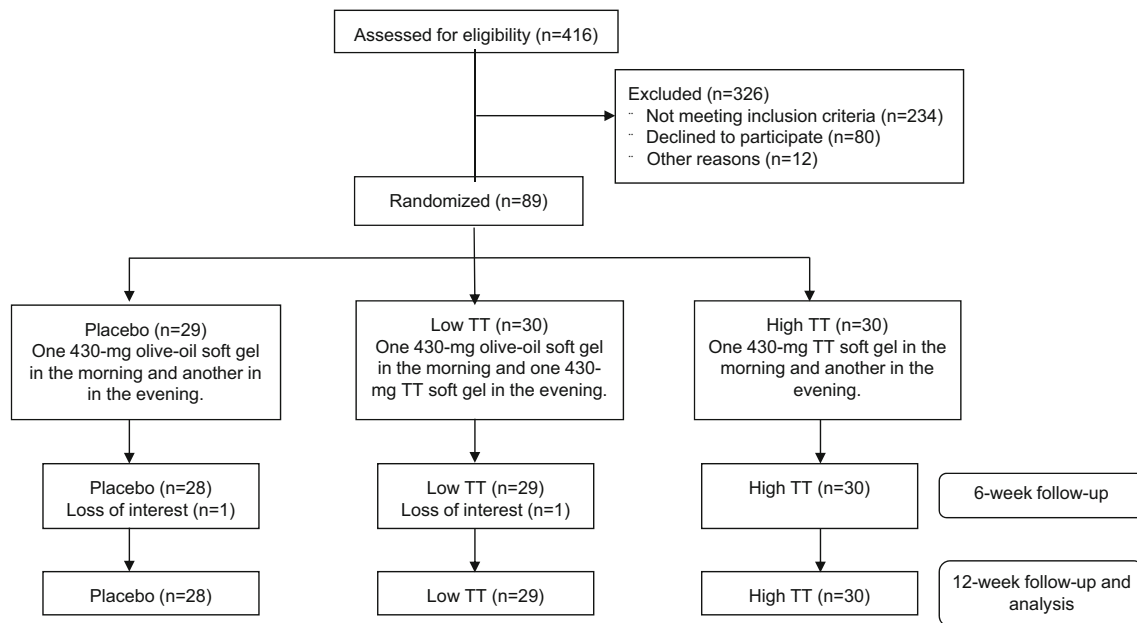 Assessed for eligibility (n=416)
Excluded (n=326)
¨ Not meeting inclusion criteria (n=234)
¨ Declined to participate (n=80)
¨ Other reasons (n=12)
Randomized (n=89)
Placebo (n=29)
One 430-mg olive-oil soft gel
in the morning and another in
in the evening.
Low TT (n=30)
One 430-mg olive-oil soft gel
in the morning and one 430-
mg TT soft gel in the evening.
High TT (n=30)
One 430-mg TT soft gel in the
morning and another in the
evening.
Placebo (n=28)
Loss of interest (n=1)
Low TT (n=29)
Loss of interest (n=1)
High TT (n=30)
6-week follow-up
Placebo (n=28)
Low TT (n=29)
High TT (n=30)
12-week follow-up and
analysis